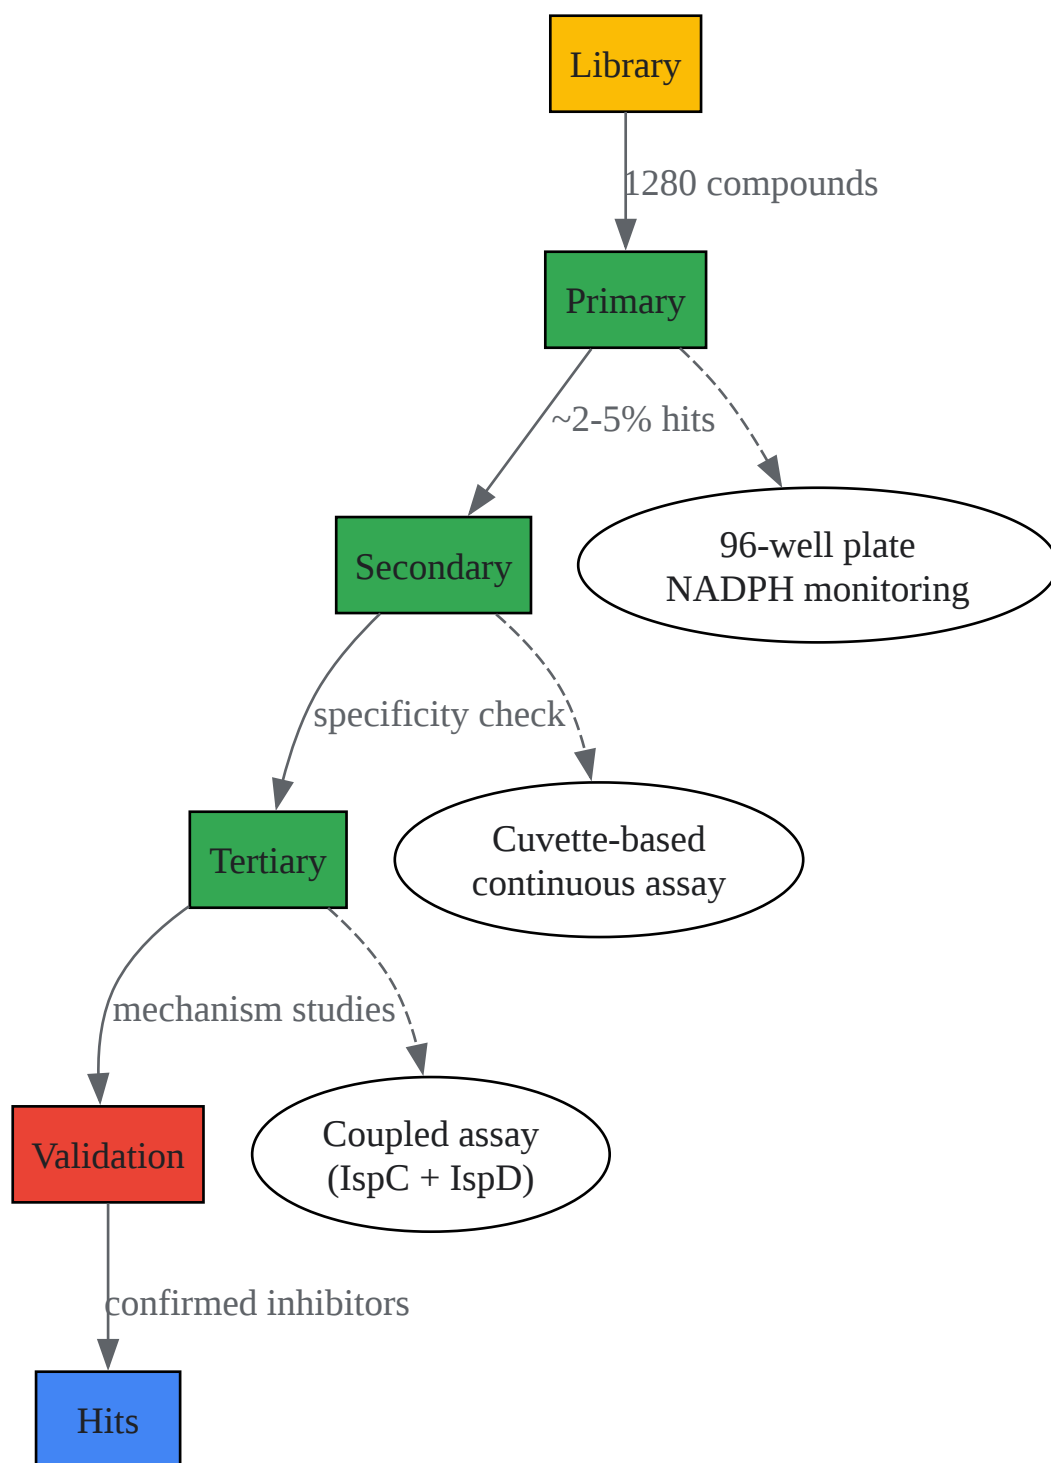 Library
1280 compounds
Primary
~2-5% hits
Secondary
96-well plate
NADPH monitoring
specificity check
Tertiary
Cuvette-based
continuous assay
mechanism studies
Validation
Coupled assay
(IspC + IspD)
confirmed inhibitors
Hits